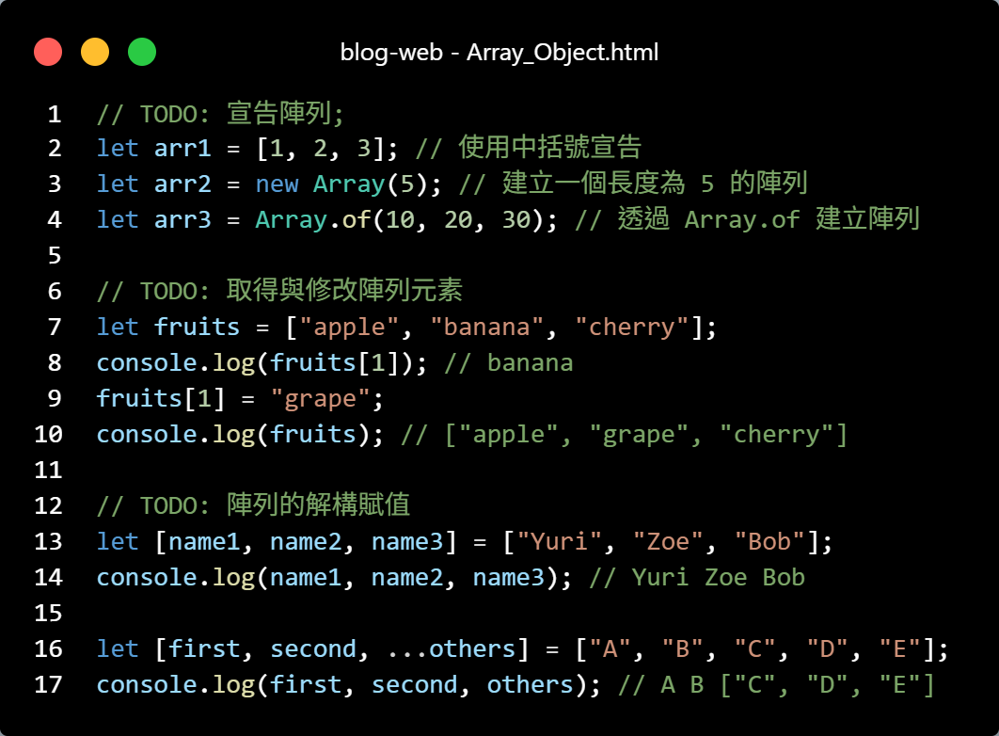 blog-web - Array_Object.html
1 // TODO: 宣告陣列;
2 let arr1 = [1, 2, 3]; // 使用中括號宣告
3 let arr2 = new Array(5); // 建立一個長度為 5 的陣列
4 let arr3 = Array.of(10, 20, 30); // 透過 Array.of 建立陣列
5
6 // TODO: 取得與修改陣列元素
7 let fruits = ["apple", "banana", "cherry"];
8 console.log(fruits[1]); // banana
9 fruits[1] = "grape";
10 console.log(fruits); // ["apple", "grape", "cherry"]
11
12 // TODO: 陣列的解構賦值
13 let [name1, name2, name3] = ["Yuri", "Zoe", "Bob"];
14 console.log(name1, name2, name3); // Yuri Zoe Bob
15
16 let [first, second, ...others] = ["A", "B", "C", "D", "E"];
17 console.log(first, second, others); // A B ["C", "D", "E"]